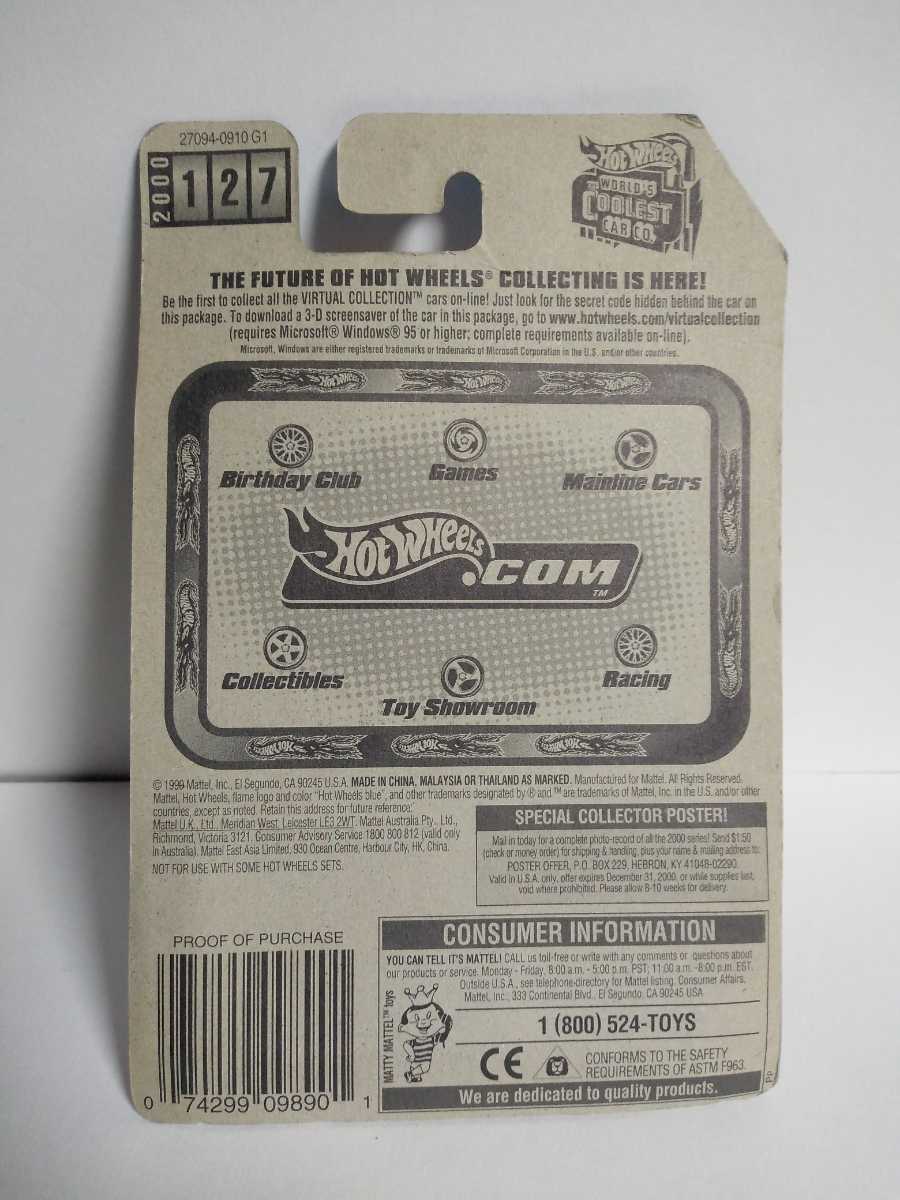 27094-0910 G1
2000
127
HOT WHEELS
WORLD'S
COOLEST
CAR CO.
THE FUTURE OF HOT WHEELS® COLLECTING IS HERE!
Be the first to collect all the VIRTUAL COLLECTION™ cars on-line! Just look for the secret code hidden behind the car on
this package. To download a 3-D screensaver of the car in this package, go to www.hotwheels.com/virtualcollection
(requires Microsoft® Windows® 95 or higher; complete requirements available on-line).
Microsoft, Windows are either registered trademarks or trademarks of Microsoft Corporation in the U.S. and/or other countries.
Birthday Club
Games
Mainline Cars
HOT WHEELS
.COM
TM
Collectibles
Toy Showroom
Racing
© 1999 Mattel, Inc., El Segundo, CA 90245 U.S.A. MADE IN CHINA, MALAYSIA OR THAILAND AS MARKED. Manufactured for Mattel. All Rights Reserved.
Mattel, Hot Wheels, flame logo and color "Hot Wheels blue", and other trademarks designated by ® and ™ are trademarks of Mattel, Inc. in the U.S. and/or other
countries, except as noted. Retain this address for future reference:
Mattel U.K., Ltd., Meridian West, Leicester LE3 2WT. Mattel Australia Pty., Ltd.,
Richmond, Victoria 3121. Consumer Advisory Service 1800 800 812 (valid only
in Australia). Mattel East Asia Limited, 930 Ocean Centre, Harbour City, HK, China.
NOT FOR USE WITH SOME HOT WHEELS SETS.
SPECIAL COLLECTOR POSTER!
Mail in today for a complete photo-record of all the 2000 series! Send $1.50
(check or money order) for shipping & handling, plus your name & mailing address to:
POSTER OFFER, P.O. BOX 229, HEBRON, KY 41048-02290.
Valid in U.S.A. only, offer expires December 31, 2000, or while supplies last,
void where prohibited. Please allow 8-10 weeks for delivery.
PROOF OF PURCHASE
0 74299 09890 1
CONSUMER INFORMATION
YOU CAN TELL IT'S MATTEL! CALL us toll-free or write with any comments or questions about
our products or service. Monday - Friday, 8:00 a.m. - 5:00 p.m. PST; 11:00 a.m. -8:00 p.m. EST.
Outside U.S.A., see telephone directory for Mattel listing. Consumer Affairs,
Mattel, Inc., 333 Continental Blvd., El Segundo, CA 90245 USA
MATTY MATTEL™ toys
1 (800) 524-TOYS
CE
CONFORMS TO THE SAFETY
REQUIREMENTS OF ASTM F963.
We are dedicated to quality products.
PP